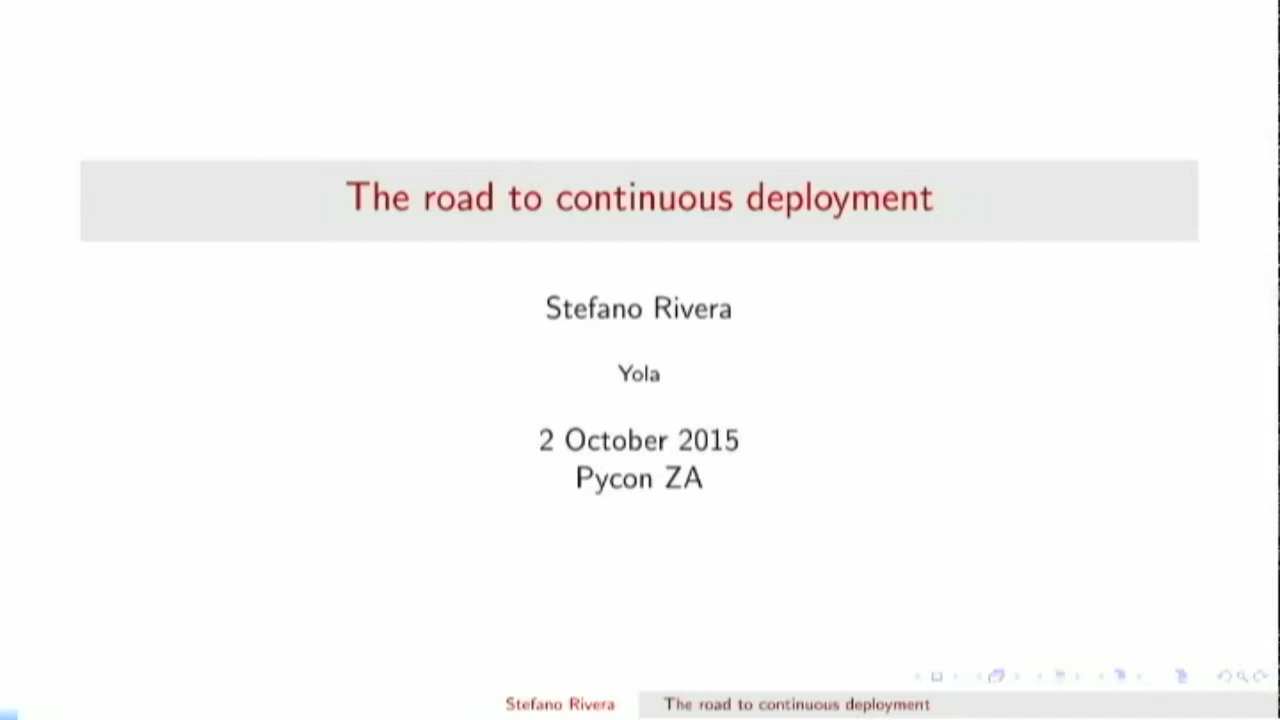 The road to continuous deployment
Stefano Rivera
Yola
2 October 2015
Pycon ZA
Stefano Rivera
The road to continuous deployment